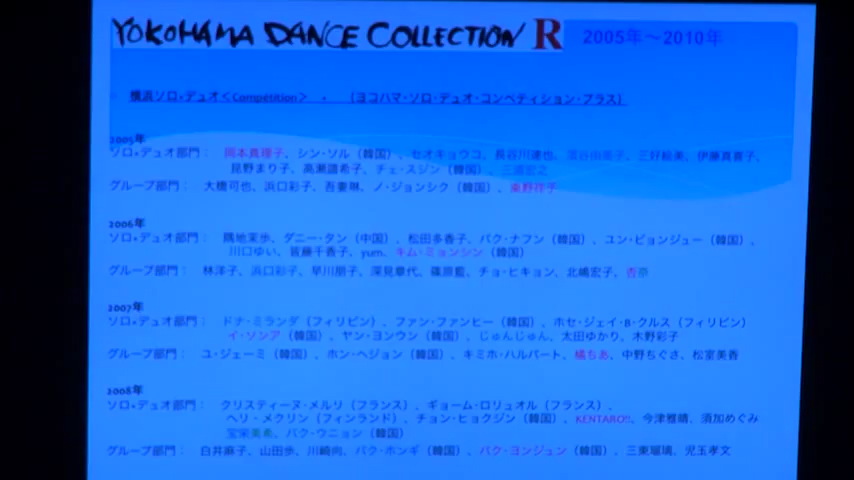 YOKOHAMA DANCE COLLECTION R 2005年～2010年
横浜ソロ×デュオ＜Compétition＞ + （ヨコハマ・ソロ・デュオ・コンペティション・プラス）
2005年
ソロ×デュオ部門： 岡本真理子、シン・ソル（韓国）、セオキョウコ、長谷川達也、三好絵美、伊藤真喜子、
昆野まり子、高瀬譜希子、チェ・スジン（韓国）、三浦宏之
グループ部門： 大橋可也、浜口彩子、吾妻琳、ノ・ジョンシク（韓国）、東野祥子
2006年
ソロ×デュオ部門： 隅地茉歩、ダニー・タン（中国）、松田多香子、パク・ナフン（韓国）、ユン・ピョンジュー（韓国）、
川口ゆい、皆藤千香子、yum、キム・ミョンシン（韓国）
グループ部門： 林洋子、浜口彩子、早川朋子、深見章代、篠原藍、チョ・ヒキョン、北嶋宏子、杏奈
2007年
ソロ×デュオ部門： ドナ・ミランダ（フィリピン）、ファン・ファンヒー（韓国）、ホセ・ジェイ・B・クルス（フィリピン）
イ・ソンア（韓国）、ヤン・ヨンウン（韓国）、じゅんじゅん、太田ゆかり、木野彩子
グループ部門： ユ・ジェーミ（韓国）、ホン・ヘジョン（韓国）、キミホ・ハルバート、橘ちあ、中野ちぐさ、松室美香
2008年
ソロ×デュオ部門： クリスティーヌ・メルリ（フランス）、ギョーム・ロリュオル（フランス）、
ヘリ・メクリン（フィンランド）、チョン・ヒョクジン（韓国）、KENTARO!!、今津雅晴、須加めぐみ
宝栄美希、パク・ウニョン（韓国）
グループ部門： 白井麻子、山田歩、川崎向、パク・ホンギ（韓国）、パク・ヨンジュン（韓国）、三東瑠璃、児玉孝文